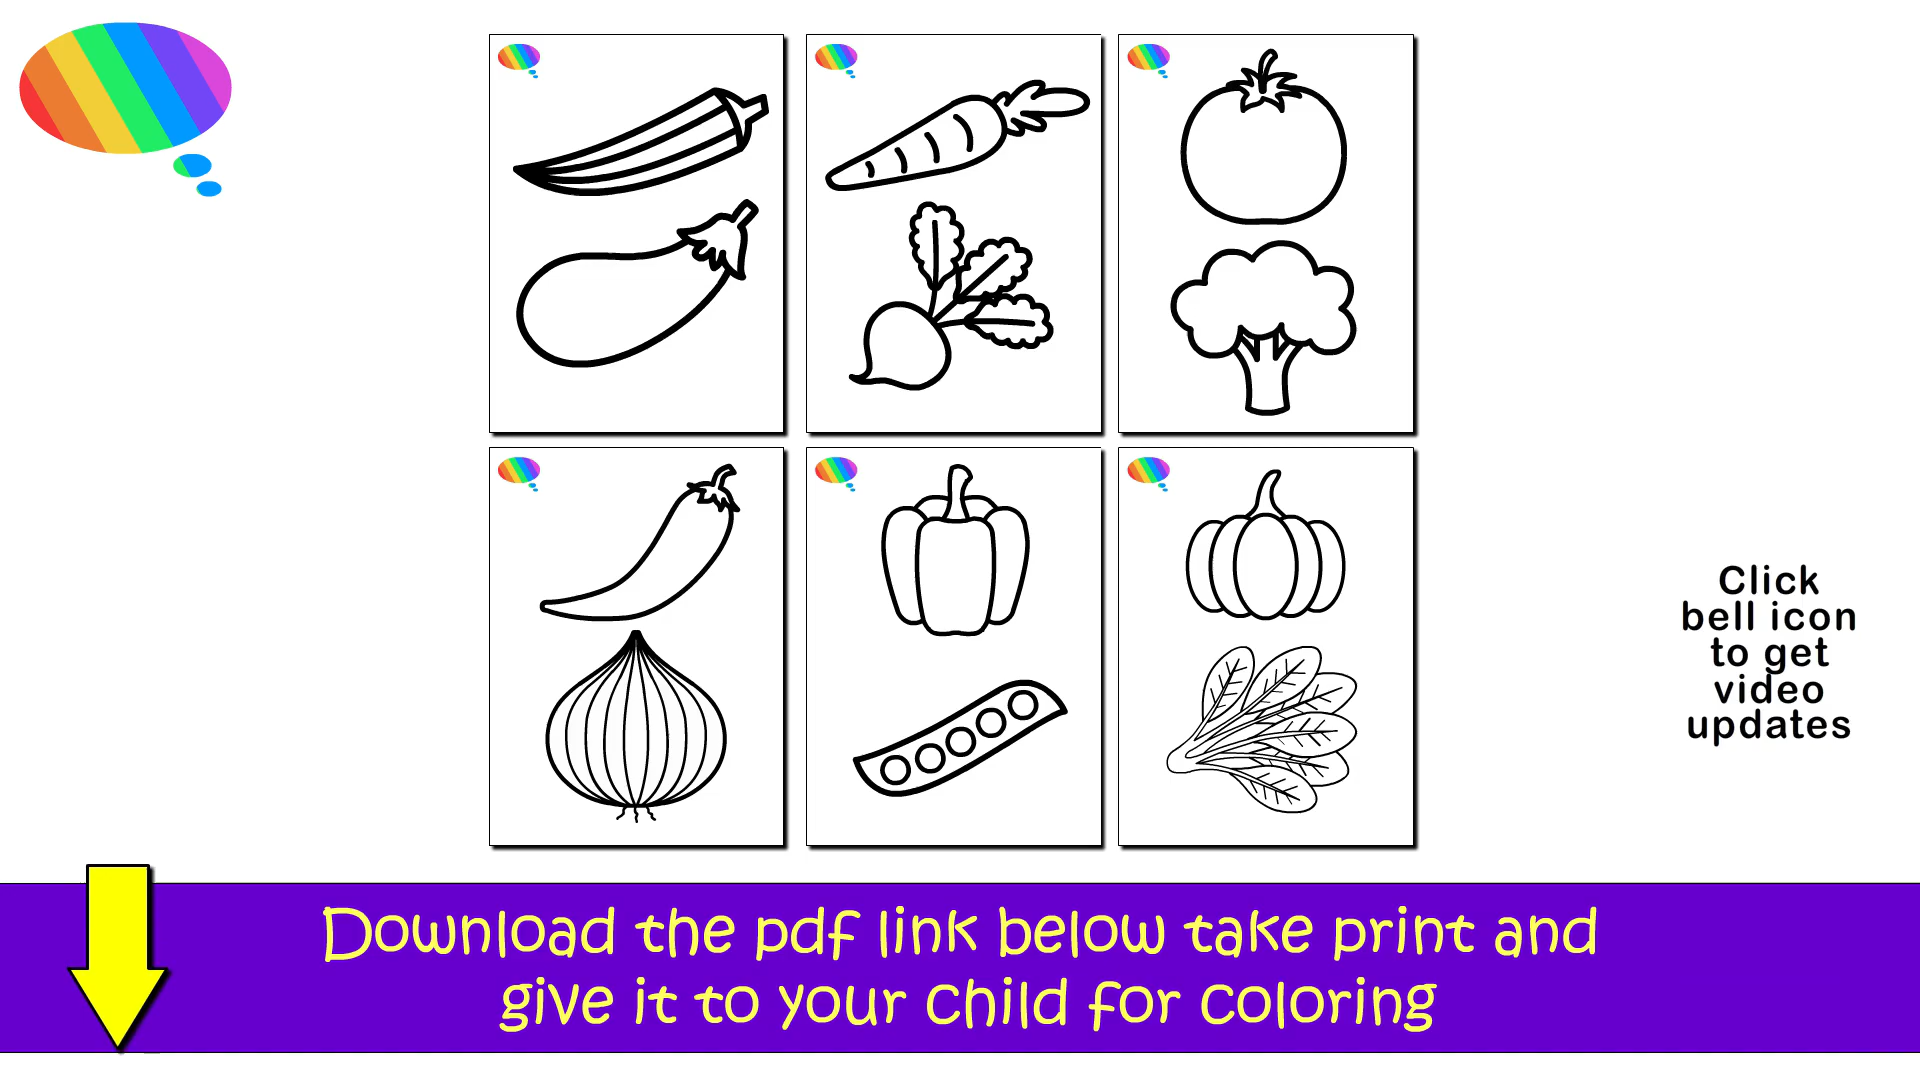 Click
bell icon
to get
video
updates
Download the pdf link below take print and
give it to your child for coloring